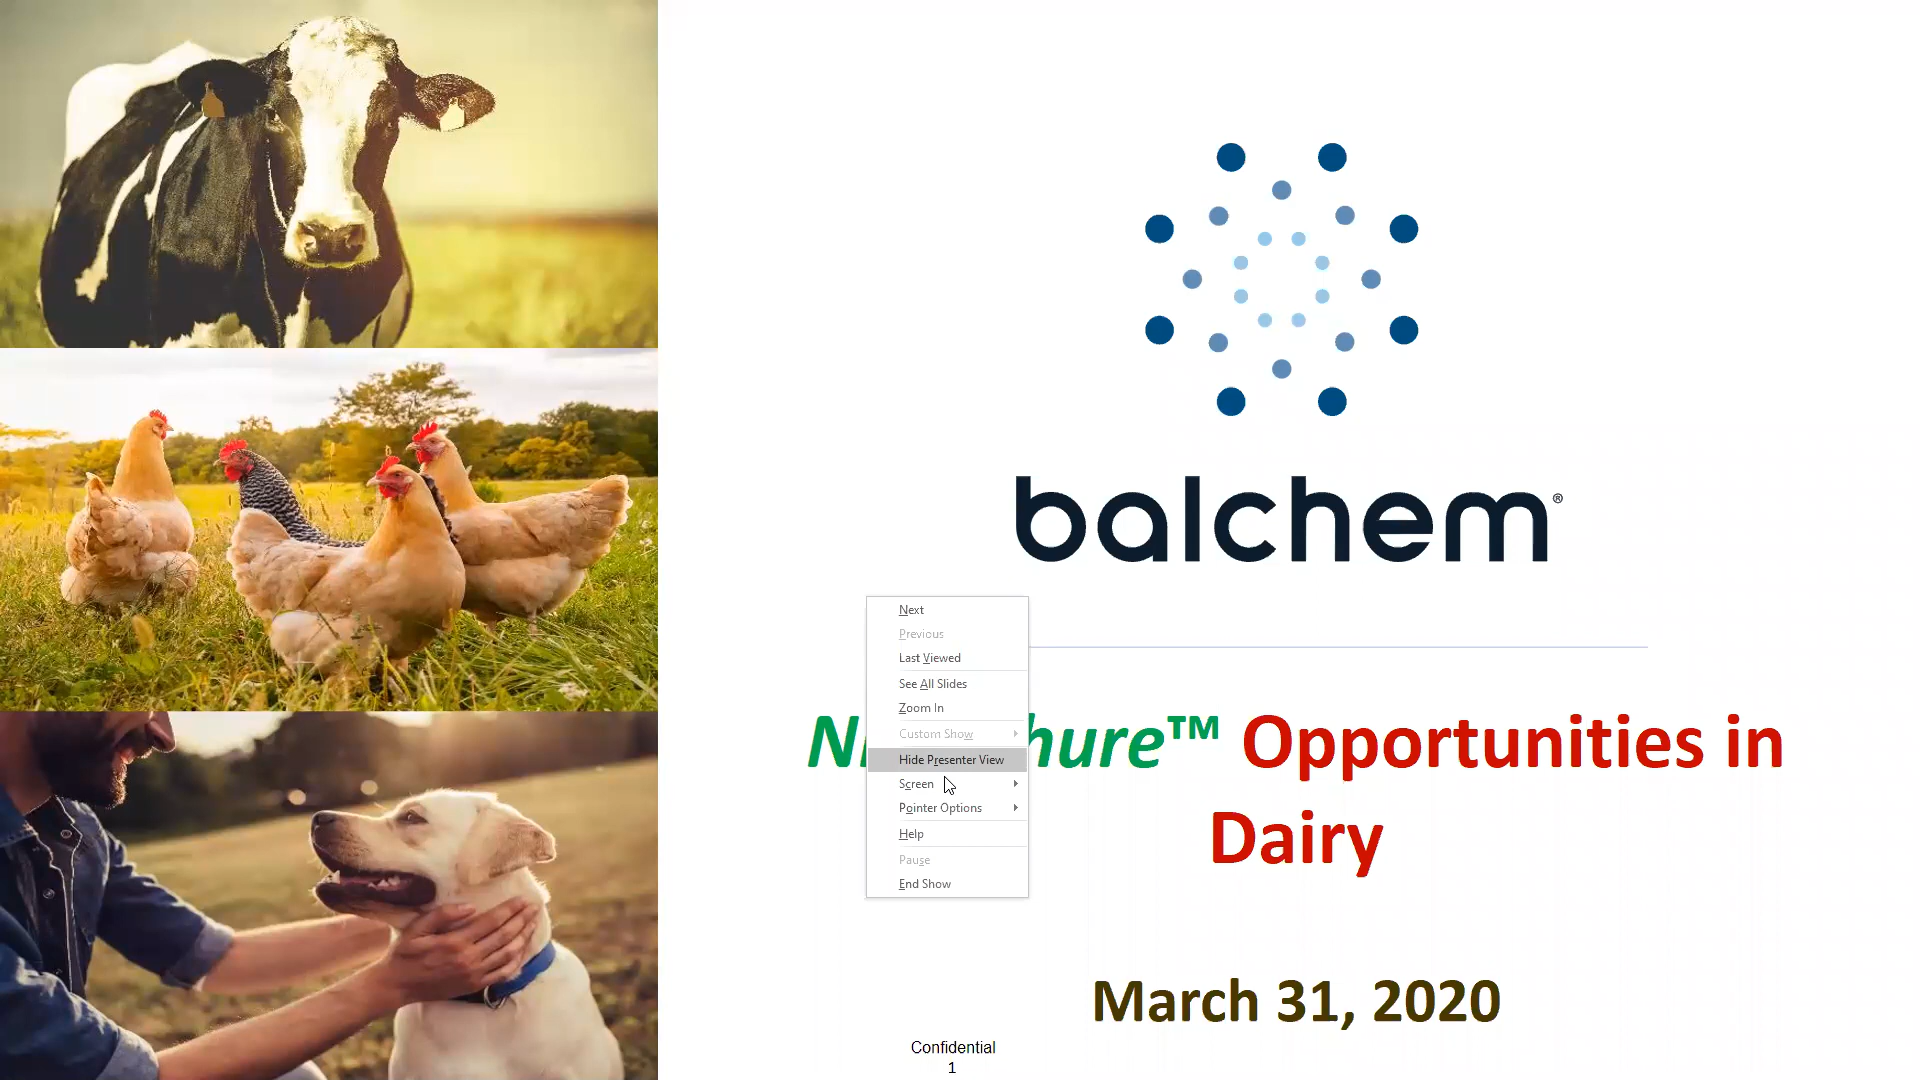 balchem®
Next
Previous
Last Viewed
See All Slides
Zoom In
Custom Show
Hide Presenter View
Screen
Pointer Options
Help
Pause
End Show
Opportunities in
Dairy
March 31, 2020
Confidential
1